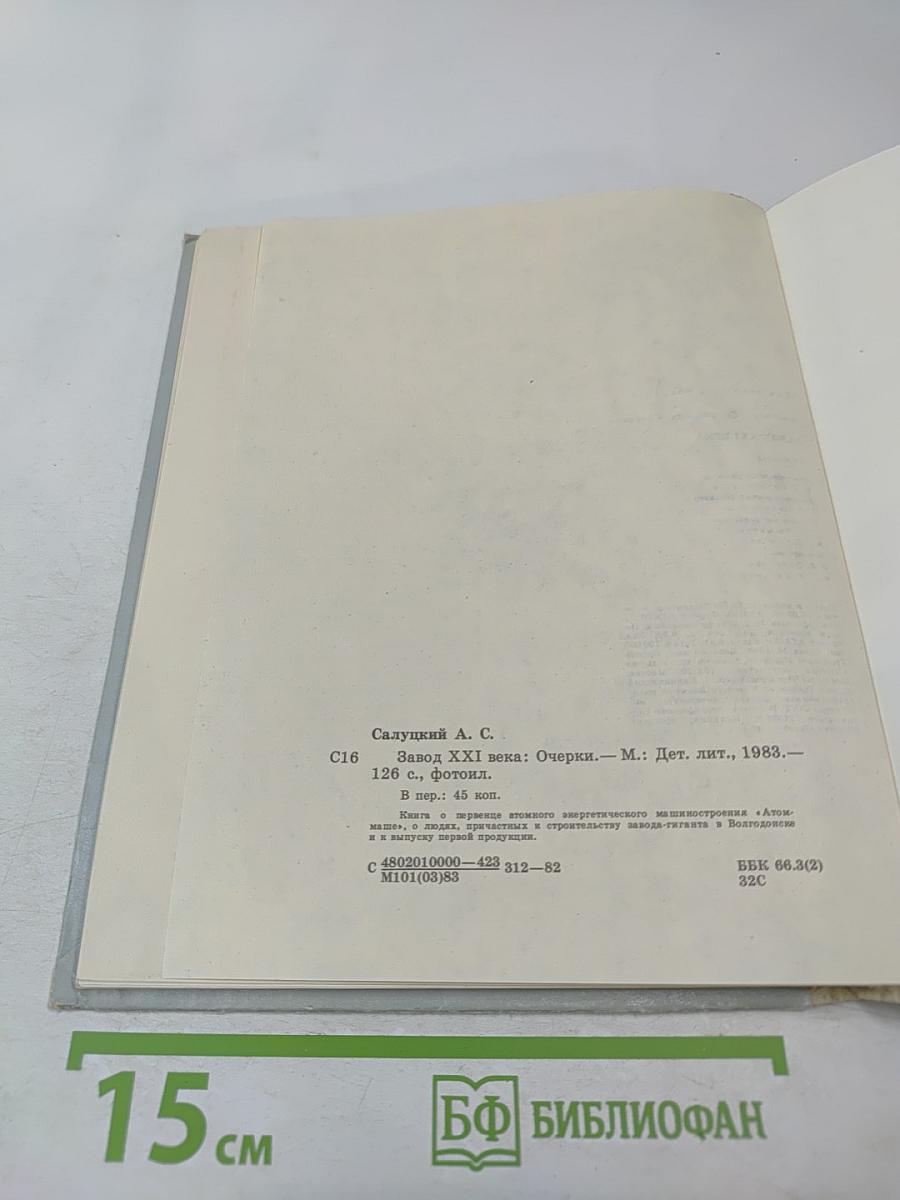 Салуцкий А. С.
С16 Завод XXI века: Очерки.— М.: Дет. лит., 1983.—
126 с., фотоил.
В пер.: 45 коп.
Книга о первенце атомного энергетического машиностроения «Атом-
маше», о людях, причастных к строительству завода-гиганта в Волгодонске
и к выпуску первой продукции.
С 4802010000—423 312—82
М101(03)83
ББК 66.3(2)
32С
15 см
БФ БИБЛИОФАН